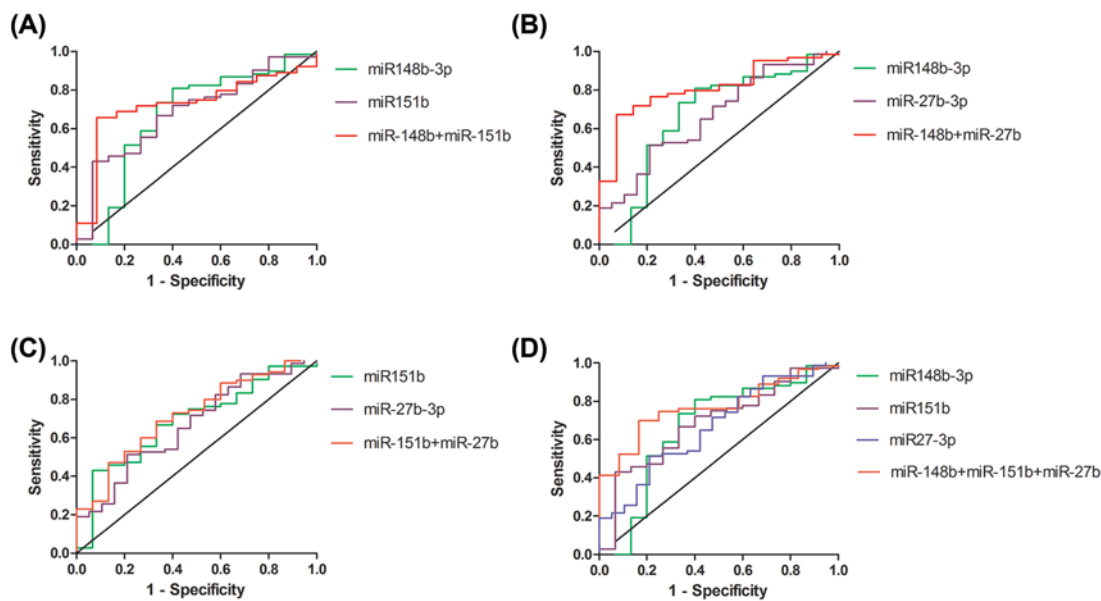 (A)
1.0
0.8
0.6
0.4
0.2
0.0
Sensitivity
0.0 0.2 0.4 0.6 0.8 1.0
1 - Specificity
miR148b-3p
miR151b
miR-148b+miR-151b
(B)
1.0
0.8
0.6
0.4
0.2
0.0
Sensitivity
0.0 0.2 0.4 0.6 0.8 1.0
1 - Specificity
miR148b-3p
miR-27b-3p
miR-148b+miR-27b
(C)
1.0
0.8
0.6
0.4
0.2
0.0
Sensitivity
0.0 0.2 0.4 0.6 0.8 1.0
1 - Specificity
miR151b
miR-27b-3p
miR-151b+miR-27b
(D)
1.0
0.8
0.6
0.4
0.2
0.0
Sensitivity
0.0 0.2 0.4 0.6 0.8 1.0
1 - Specificity
miR148b-3p
miR151b
miR27-3p
miR-148b+miR-151b+miR-27b